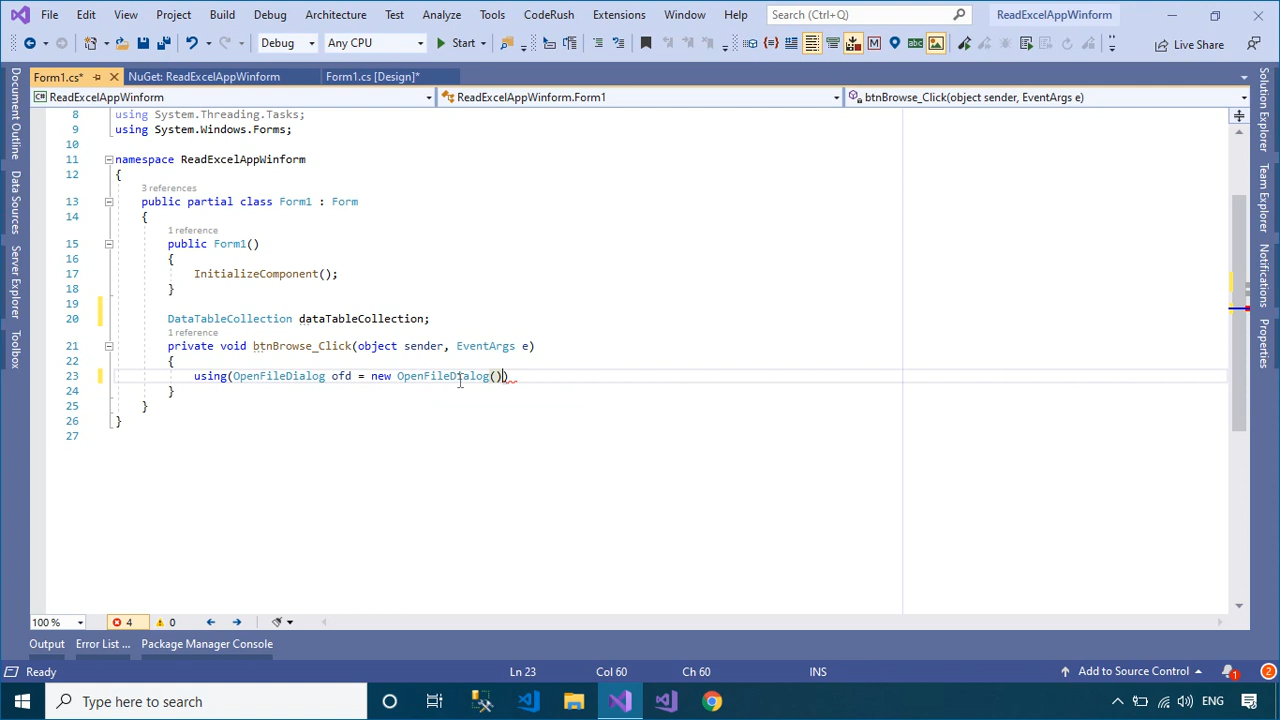 File Edit View Project Build Debug Architecture Test Analyze Tools CodeRush Extensions Window Help Search (Ctrl+Q) ReadExcelAppWinform
Debug Any CPU Start Live Share
Form1.cs* NuGet: ReadExcelAppWinform Form1.cs [Design]*
ReadExcelAppWinform ReadExcelAppWinform.Form1 btnBrowse_Click(object sender, EventArgs e)
Document Outline
Data Sources
Server Explorer
Toolbox
8 using System.Threading.Tasks;
9 using System.Windows.Forms;
10
11 namespace ReadExcelAppWinform
12 {
3 references
13 public partial class Form1 : Form
14 {
1 reference
15 public Form1()
16 {
17 InitializeComponent();
18 }
19
20 DataTableCollection dataTableCollection;
1 reference
21 private void btnBrowse_Click(object sender, EventArgs e)
22 {
23 using(OpenFileDialog ofd = new OpenFileDialog())
24 }
25 }
26 }
27
Solution Explorer
Team Explorer
Notifications
Properties
100 % 4 0
Output Error List ... Package Manager Console
Ready Ln 23 Col 60 Ch 60 INS Add to Source Control 1 2
Type here to search ENG